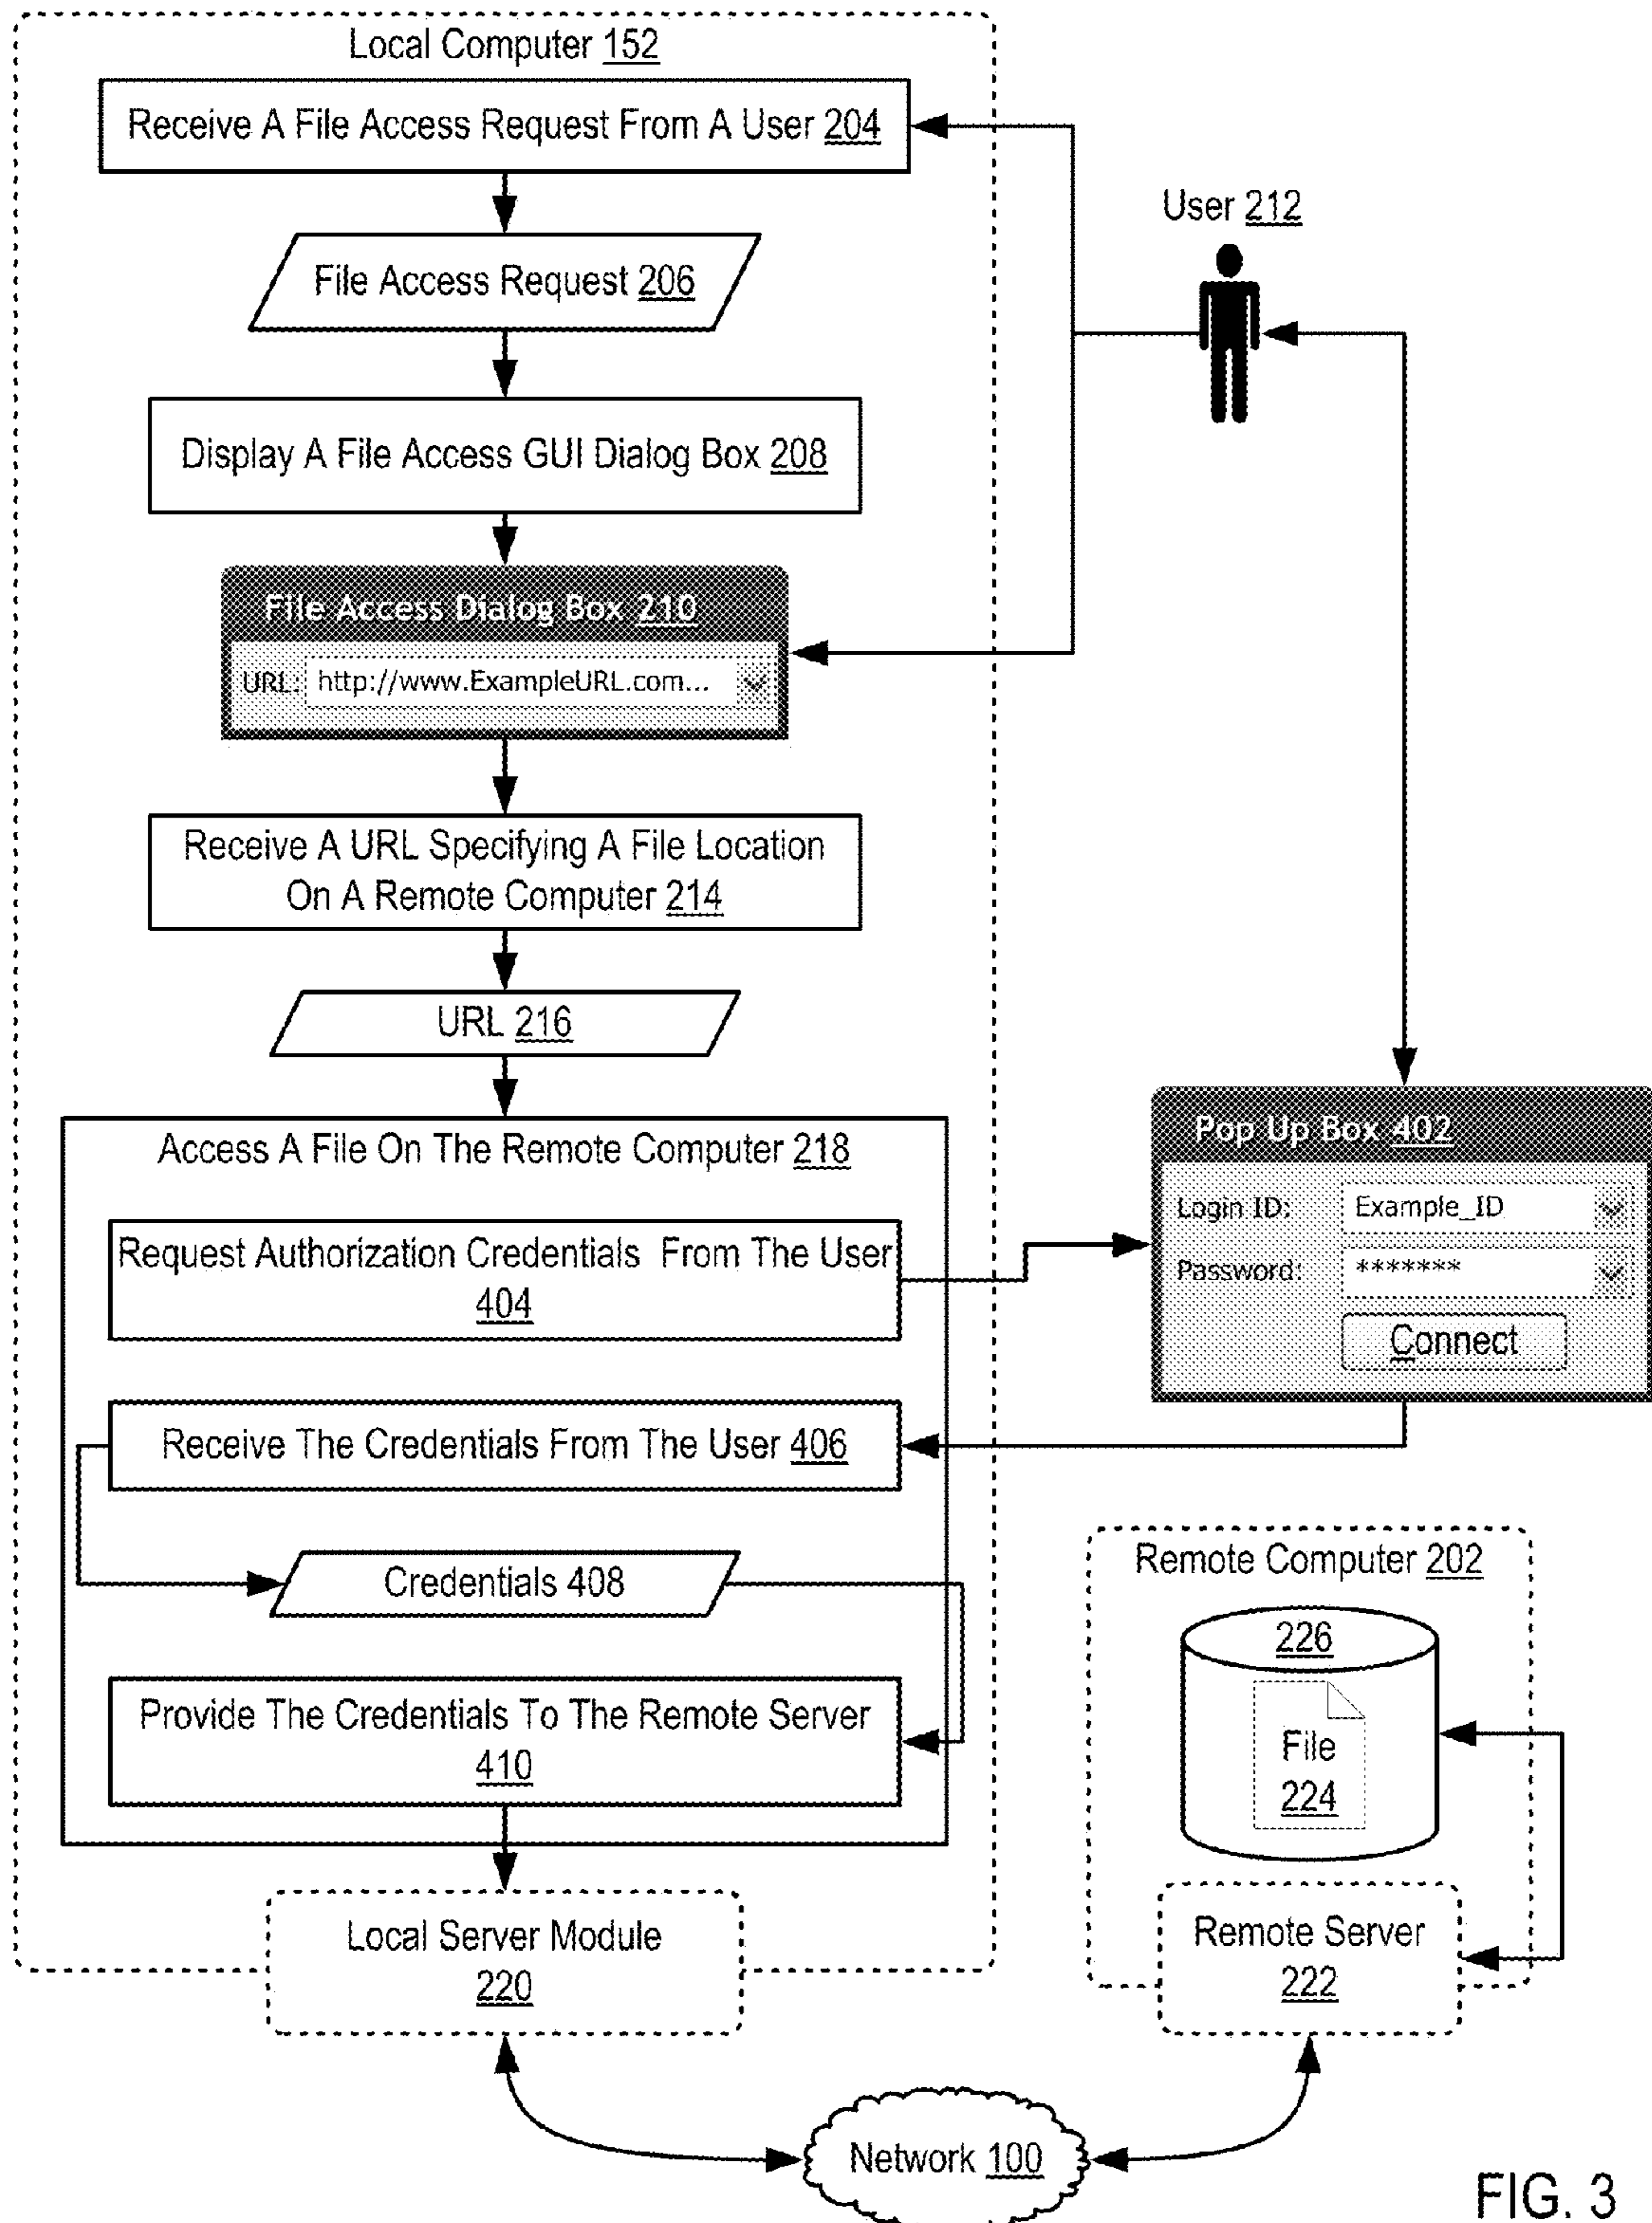 Local Computer 152
Receive A File Access Request From A User 204
User 212
File Access Request 206
Display A File Access GUI Dialog Box 208
File Access Dialog Box 210
URL: http://www.ExampleURL.com...
Receive A URL Specifying A File Location
On A Remote Computer 214
URL 216
Access A File On The Remote Computer 218
Request Authorization Credentials From The User
404
Pop Up Box 402
Login ID: Example_ID
Password: *******
Connect
Receive The Credentials From The User 406
Credentials 408
Provide The Credentials To The Remote Server
410
Remote Computer 202
226
File
224
Local Server Module
220
Remote Server
222
Network 100
FIG. 3